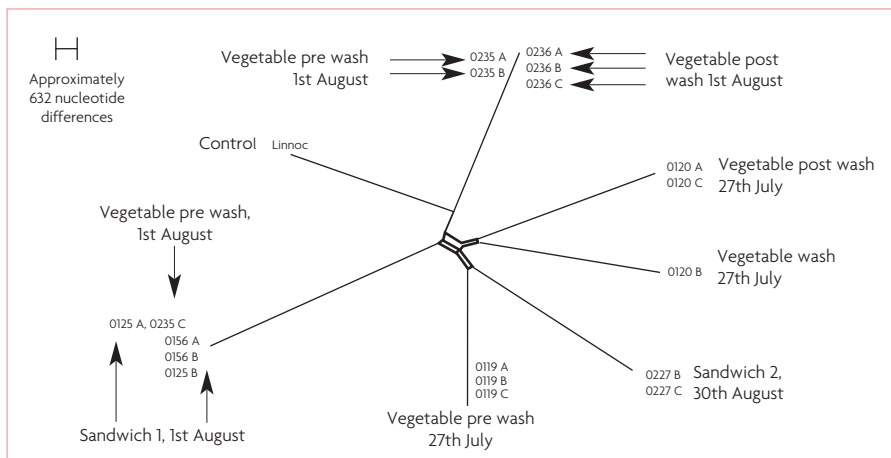 Approximately
632 nucleotide
differences
Vegetable pre wash
1st August
0235 A
0235 B
0236 A
0236 B
0236 C
Vegetable post
wash 1st August
Control Linnoc
0120 A
0120 C
Vegetable post wash
27th July
Vegetable pre wash,
1st August
0120 B
Vegetable wash
27th July
0125 A, 0235 C
0156 A
0156 B
0125 B
Sandwich 1, 1st August
0119 A
0119 B
0119 C
Vegetable pre wash
27th July
0227 B
0227 C
Sandwich 2,
30th August